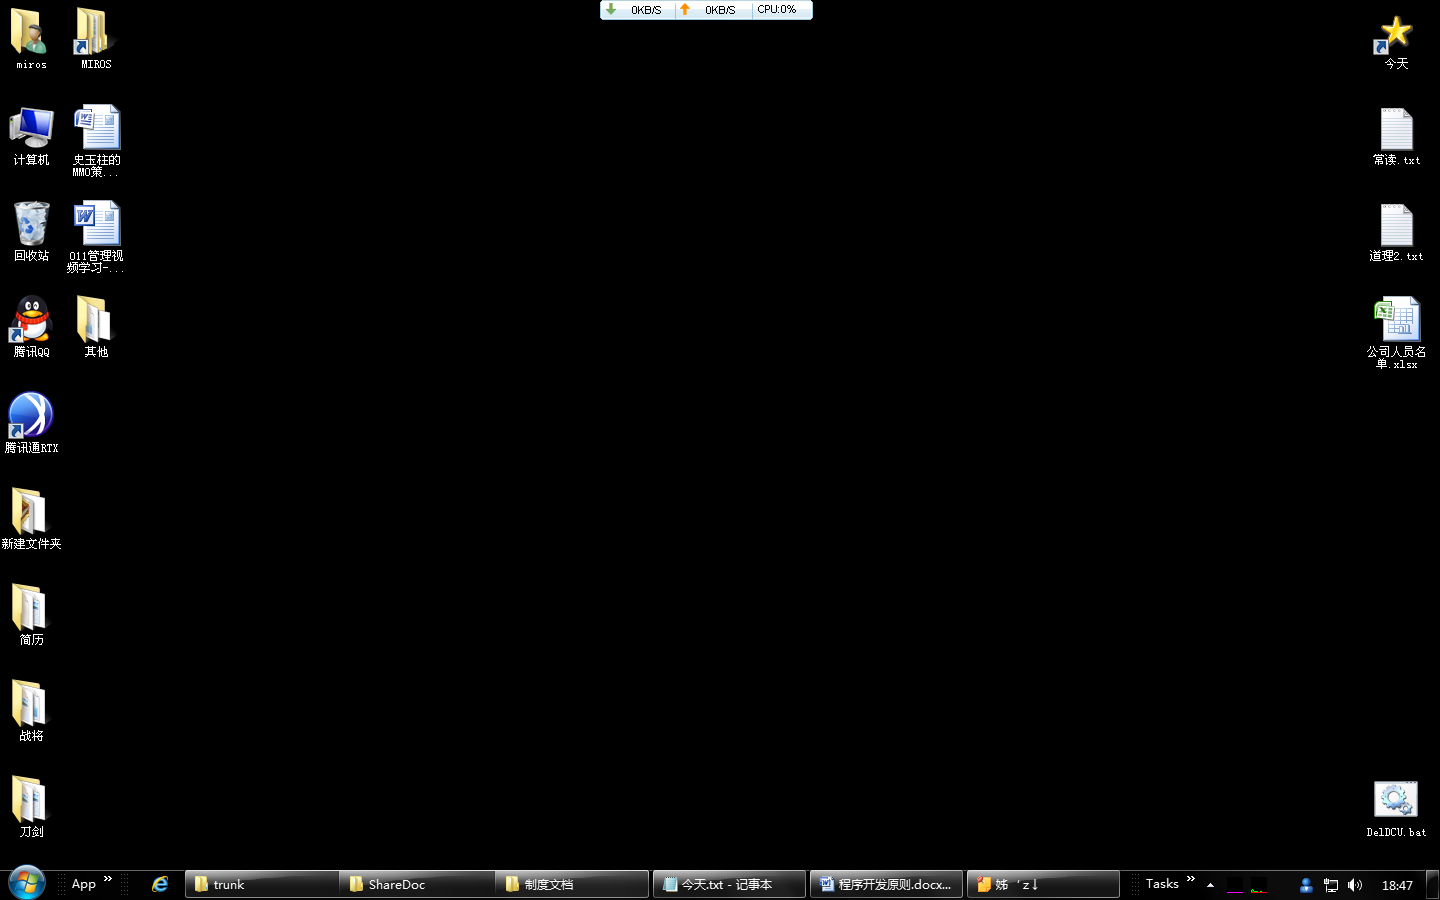 0KB/S 0KB/S CPU:0%
miros
MIROS
今天
计算机
史玉柱的
MMO策...
常读.txt
回收站
011管理视
频学习-...
道理2.txt
腾讯QQ
其他
公司人员名
单.xlsx
腾讯通RTX
新建文件夹
简历
战将
刀剑
DelDCU.bat
App » trunk ShareDoc 制度文档 今天.txt - 记事本 程序开发原则.docx... 姊‘z↓ Tasks » 18:47